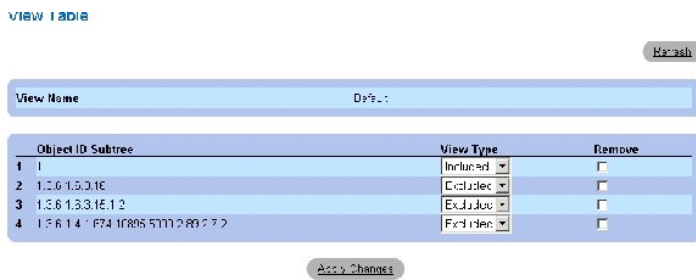 View Table
Refresh
View Name Default
Object ID Subtree View Type Remove
1 1 Included
2 1.3.6.1.6.3.16 Excluded
3 1.3.6.1.6.3.15.1.2 Excluded
4 Excluded
Apply Changes